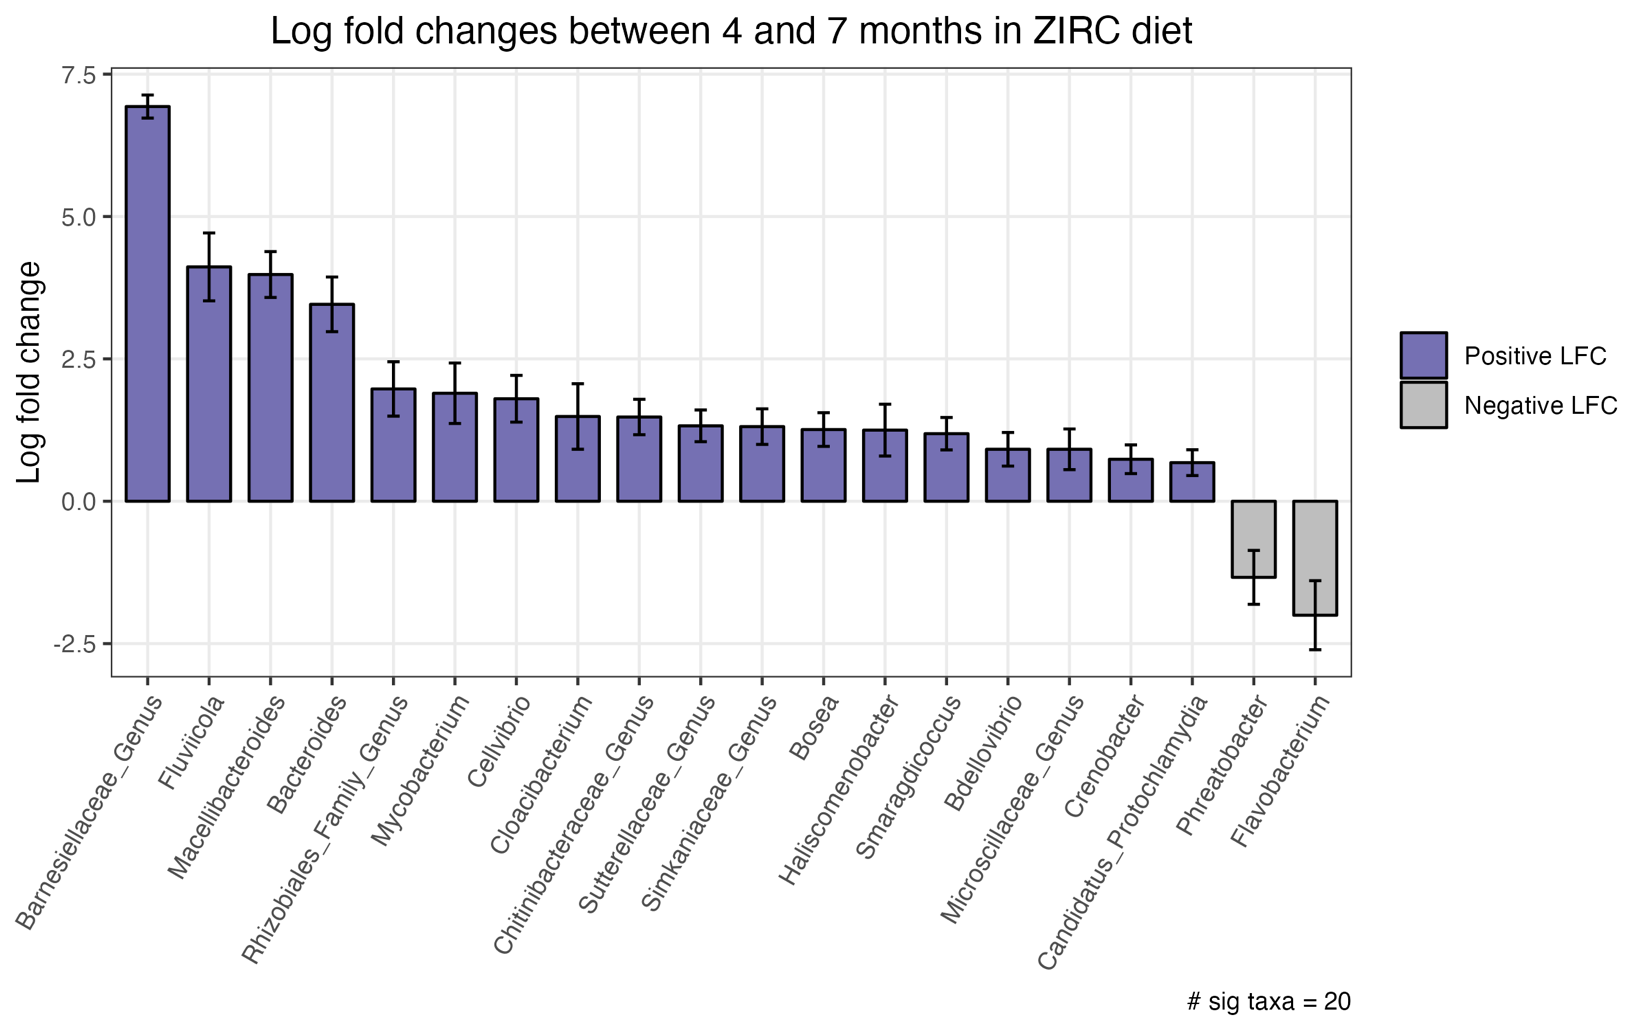 Log fold changes between 4 and 7 months in ZIRC diet
Log fold change
7.5
5.0
2.5
0.0
-2.5
Barnesiellaceae_Genus
Fluviicola
Macellibacteroides
Bacteroides
Rhizobiales_Family_Genus
Mycobacterium
Cellvibrio
Cloacibacterium
Chitinibacteraceae_Genus
Sutterellaceae_Genus
Simkaniaceae_Genus
Bosea
Haliscomenobacter
Smaragdicoccus
Bdellovibrio
Microscillaceae_Genus
Crenobacter
Candidatus_Protochlamydia
Phreatobacter
Flavobacterium
Positive LFC
Negative LFC
# sig taxa = 20